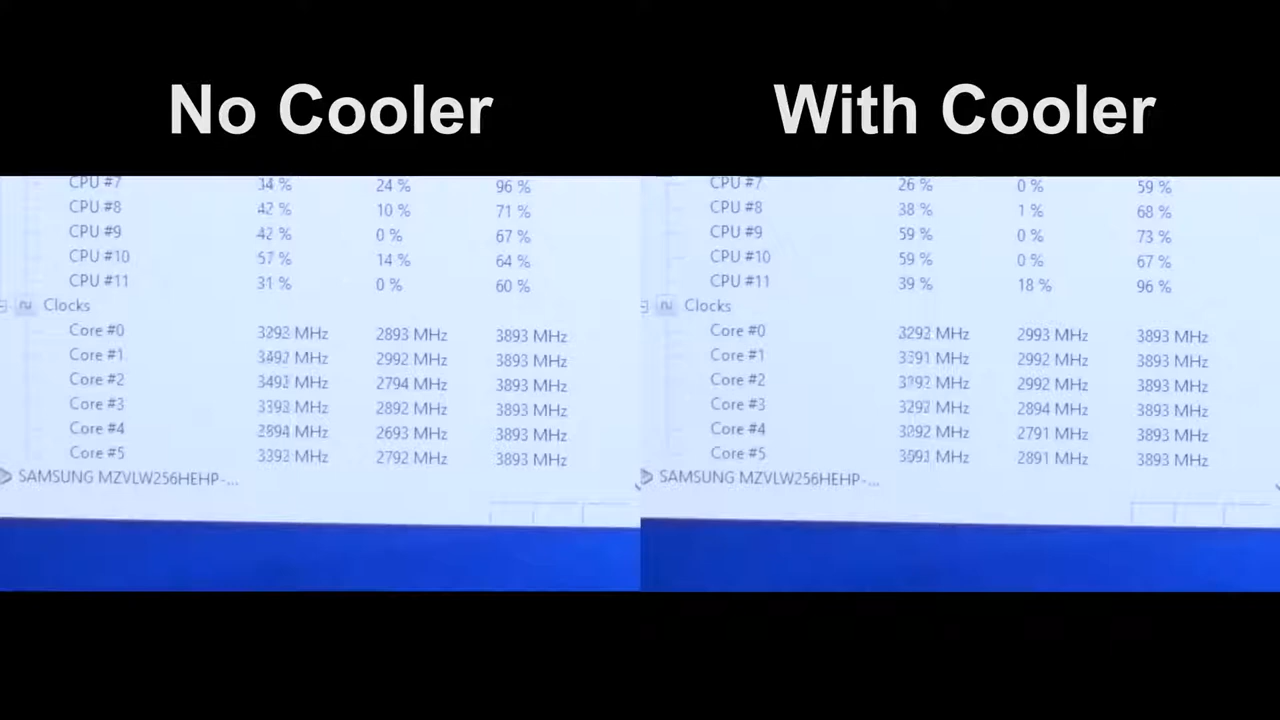 No Cooler
CPU #7 34 % 24 % 96 %
CPU #8 42 % 10 % 71 %
CPU #9 42 % 0 % 67 %
CPU #10 57 % 14 % 64 %
CPU #11 31 % 0 % 60 %
Clocks
Core #0 3293 MHz 2893 MHz 3893 MHz
Core #1 3492 MHz 2992 MHz 3893 MHz
Core #2 3493 MHz 2794 MHz 3893 MHz
Core #3 3393 MHz 2892 MHz 3893 MHz
Core #4 2894 MHz 2693 MHz 3893 MHz
Core #5 3393 MHz 2792 MHz 3893 MHz
SAMSUNG MZVLW256HEHP-...
With Cooler
CPU #7 26 % 0 % 59 %
CPU #8 38 % 1 % 68 %
CPU #9 59 % 0 % 73 %
CPU #10 59 % 0 % 67 %
CPU #11 39 % 18 % 96 %
Clocks
Core #0 3292 MHz 2993 MHz 3893 MHz
Core #1 MHz 2992 MHz 3893 MHz
Core #2 MHz 2992 MHz 3893 MHz
Core #3 3292 MHz 2894 MHz 3893 MHz
Core #4 MHz 2791 MHz 3893 MHz
Core #5 MHz 2891 MHz 3893 MHz
SAMSUNG MZVLW256HEHP-...